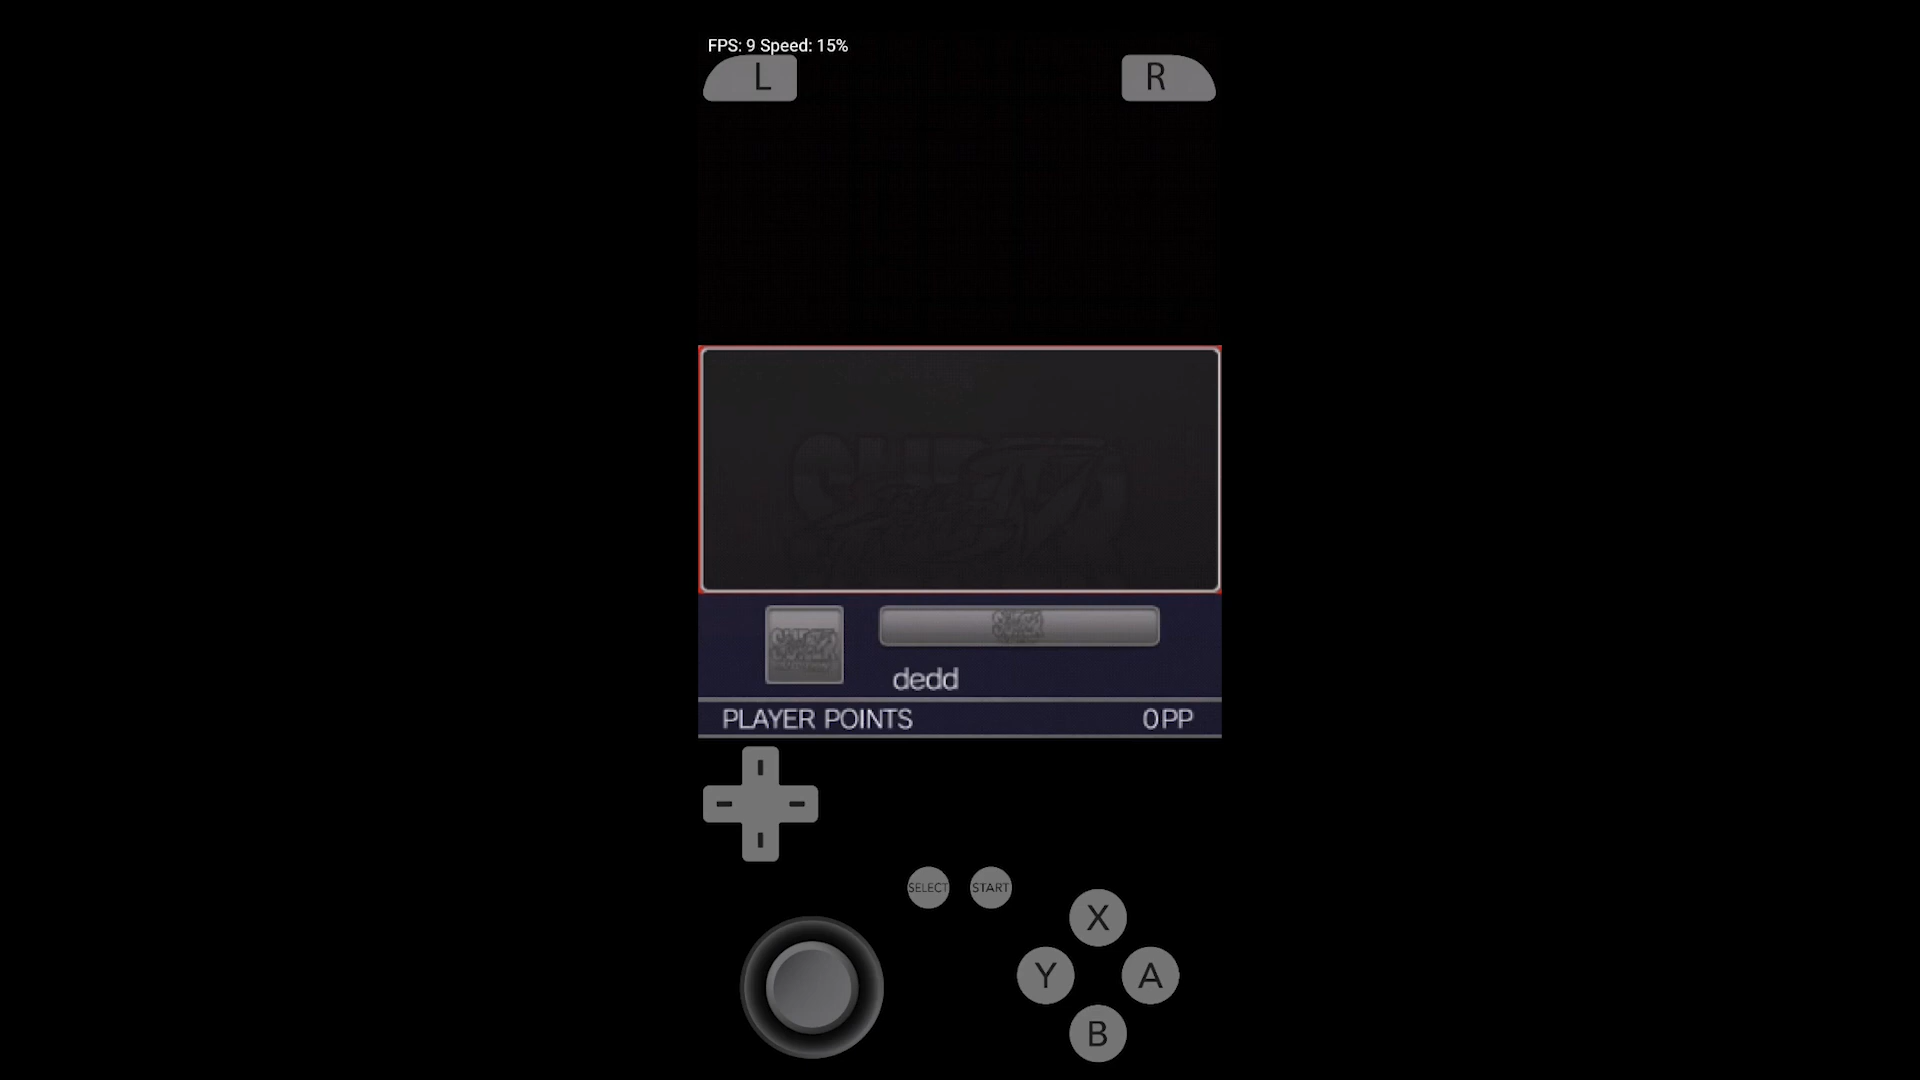 FPS: 9 Speed: 15%
L
R
dedd
PLAYER POINTS
0PP
SELECT
START
X
Y
A
B